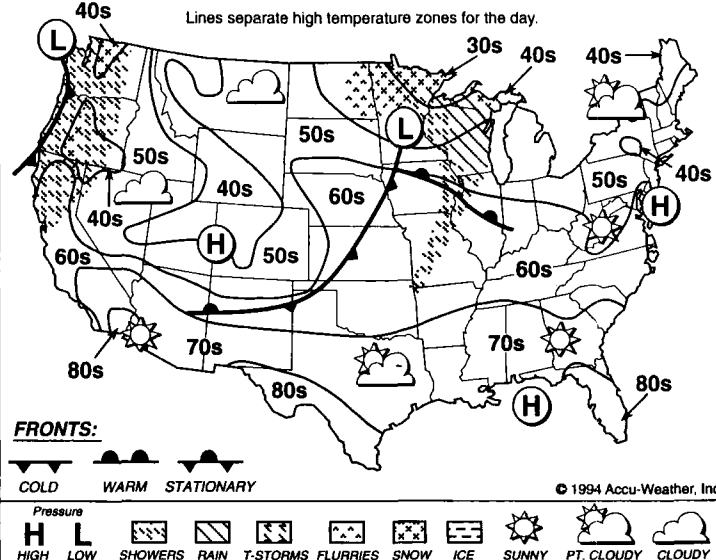 Lines separate high temperature zones for the day.
40s
L
30s
40s
40s
50s
50s
L
40s
40s
60s
50s
40s
H
H
60s
50s
60s
70s
70s
80s
80s
80s
H
FRONTS:
COLD WARM STATIONARY
© 1994 Accu-Weather, Inc
Pressure
H L
HIGH LOW SHOWERS RAIN T-STORMS FLURRIES SNOW ICE SUNNY PT. CLOUDY CLOUDY